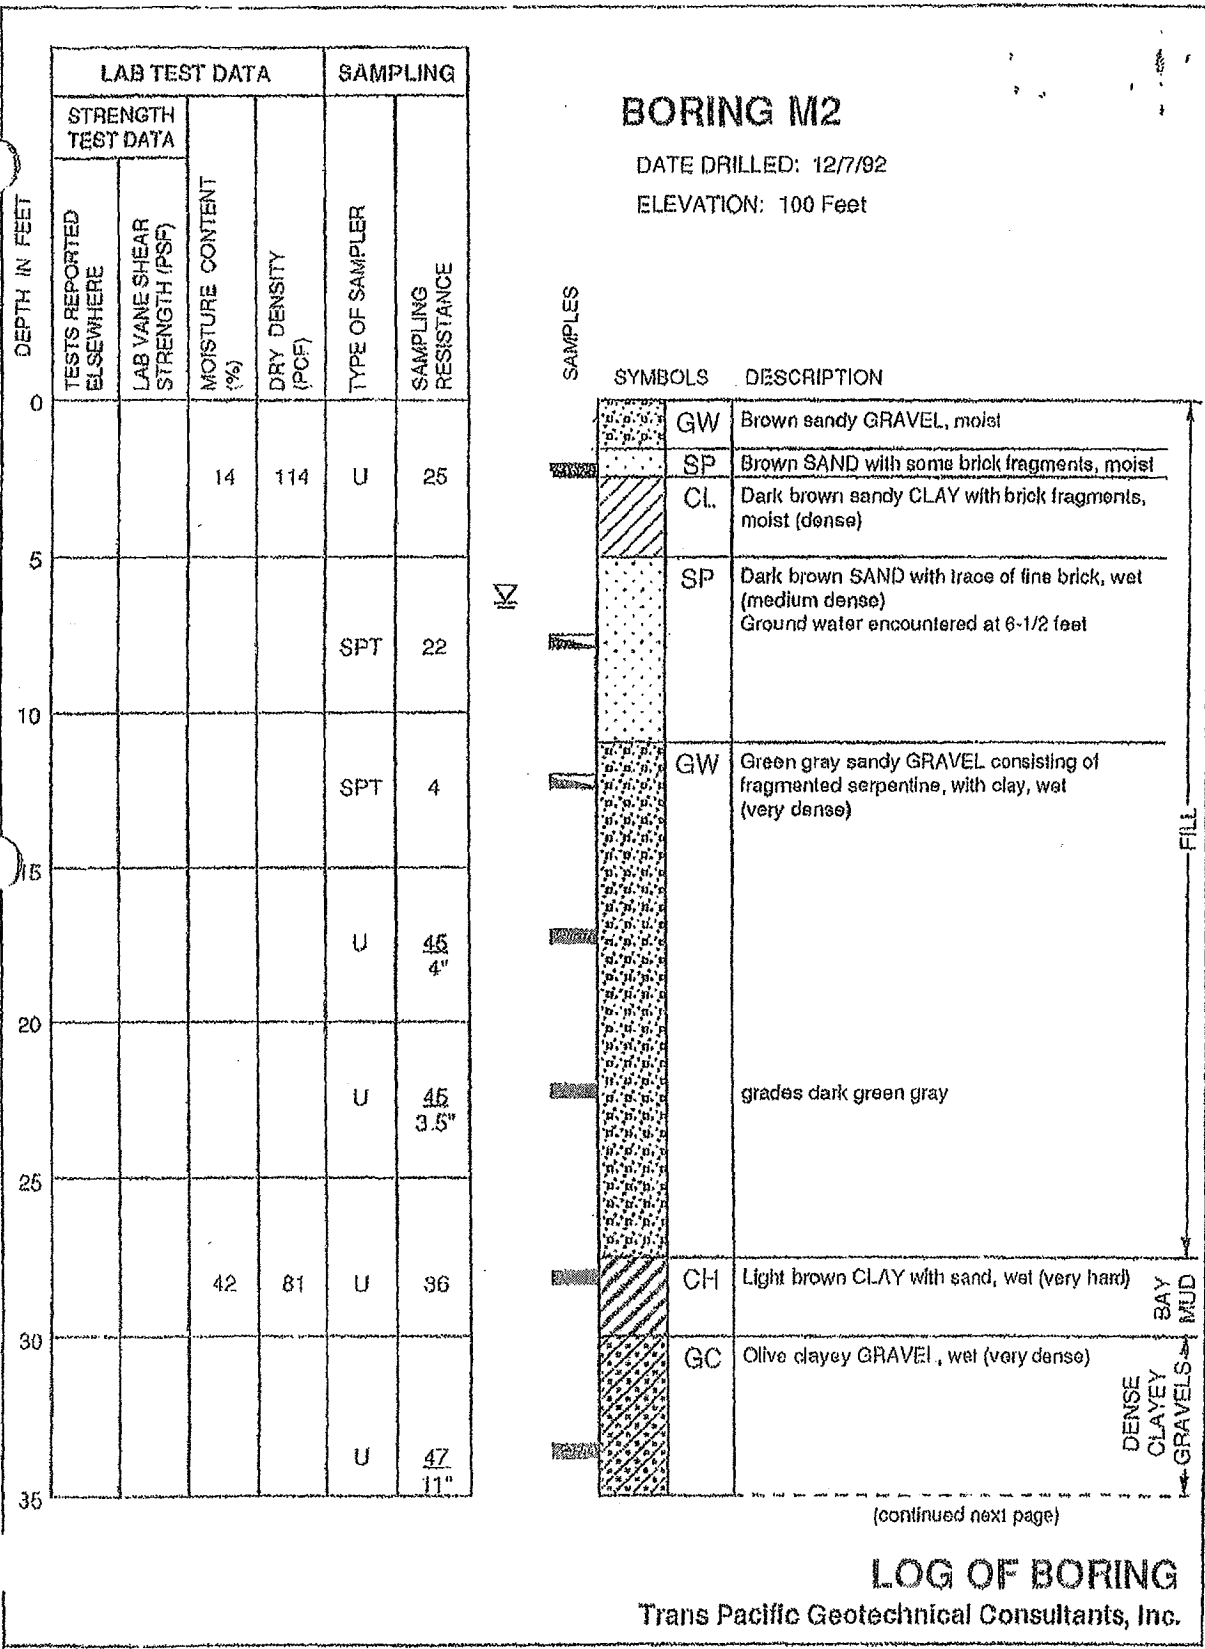 LAB TEST DATA
SAMPLING
STRENGTH
TEST DATA
DEPTH IN FEET
TESTS REPORTED
ELSEWHERE
LAB VANE SHEAR
STRENGTH (PSF)
MOISTURE CONTENT
(%)
DRY DENSITY
(PCF)
TYPE OF SAMPLER
SAMPLING
RESISTANCE
BORING M2
DATE DRILLED: 12/7/92
ELEVATION: 100 Feet
SAMPLES
SYMBOLS
DESCRIPTION
0
GW Brown sandy GRAVEL, moist
SP Brown SAND with some brick fragments, moist
14 114 U 25
CL Dark brown sandy CLAY with brick fragments,
moist (dense)
5
SP Dark brown SAND with trace of fine brick, wet
(medium dense)
Ground water encountered at 6-1/2 feet
SPT 22
10
GW Green gray sandy GRAVEL consisting of
fragmented serpentine, with clay, wet
(very dense)
SPT 4
FILL
15
U
4"
20
grades dark green gray
U
3.5"
25
42 81 U 36
CH Light brown CLAY with sand, wet (very hard)
BAY
MUD
30
GC Olive clayey GRAVEL, wet (very dense)
DENSE
CLAYEY
GRAVELS
U 47
11"
35
(continued next page)
LOG OF BORING
Trans Pacific Geotechnical Consultants, Inc.